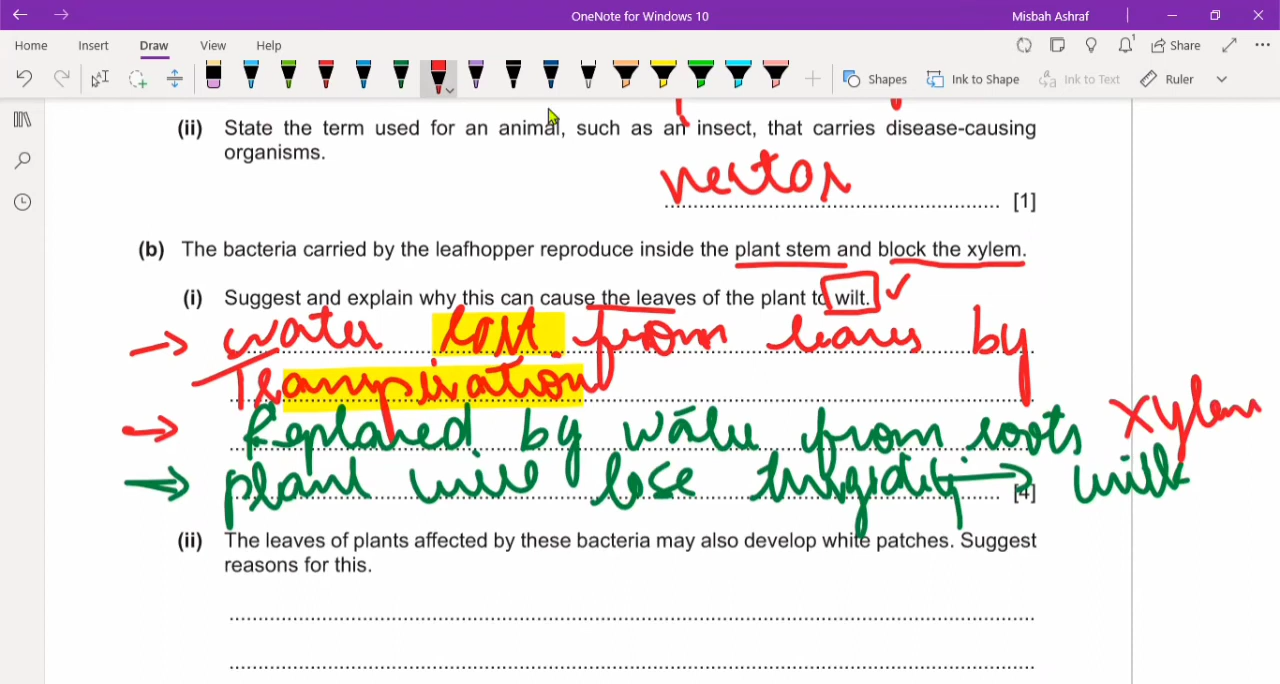 OneNote for Windows 10
Misbah Ashraf
Home Insert Draw View Help
Share
Shapes Ink to Shape Ink to Text Ruler
(ii) State the term used for an animal, such as an insect, that carries disease-causing
organisms.
vector
[1]
(b) The bacteria carried by the leafhopper reproduce inside the plant stem and block the xylem.
(i) Suggest and explain why this can cause the leaves of the plant to wilt.
→ water lost from leaves by
Transpiration
→ Replaced by water from roots xylem
→ plant will lose turgidity → wilt
[4]
(ii) The leaves of plants affected by these bacteria may also develop white patches. Suggest
reasons for this.